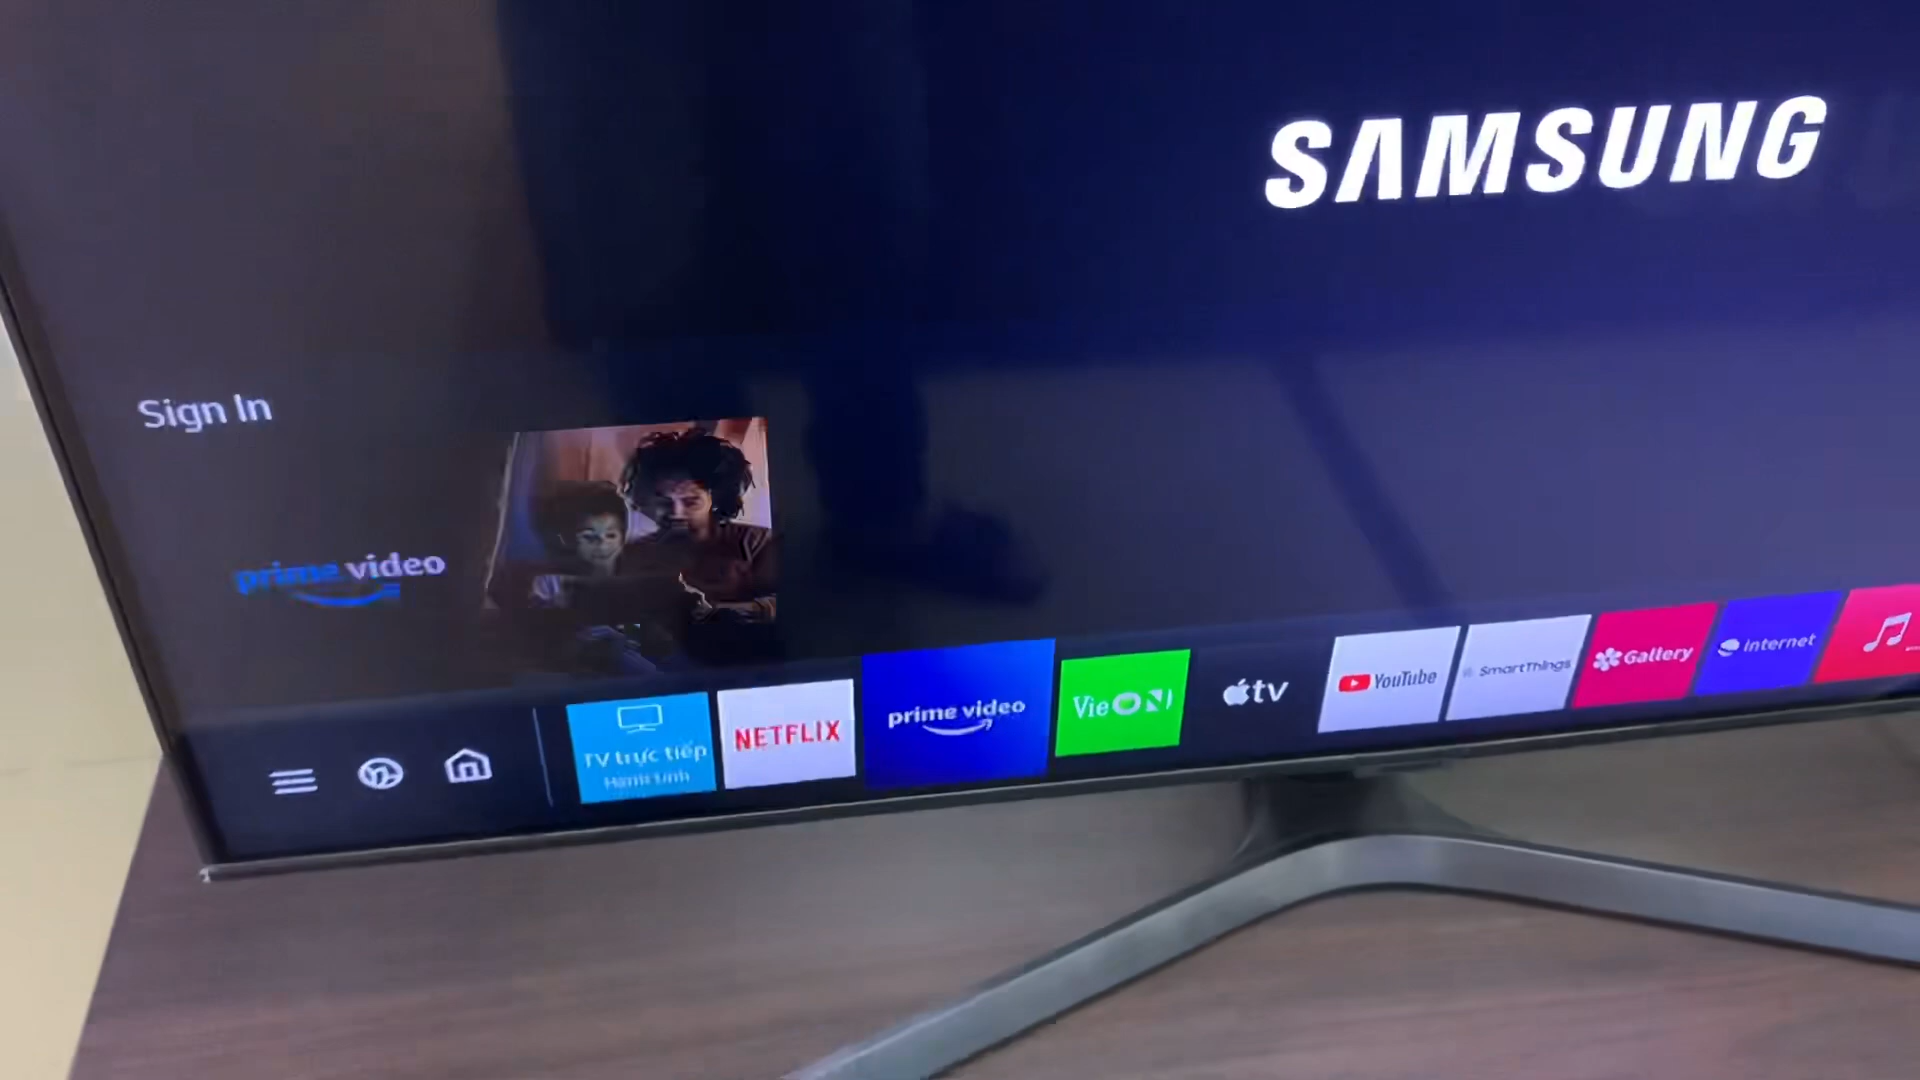 SAMSUNG
Sign In
prime video
TV trực tiếp
NETFLIX
prime video
VieON
tv
YouTube
SmartThings
Gallery
Internet